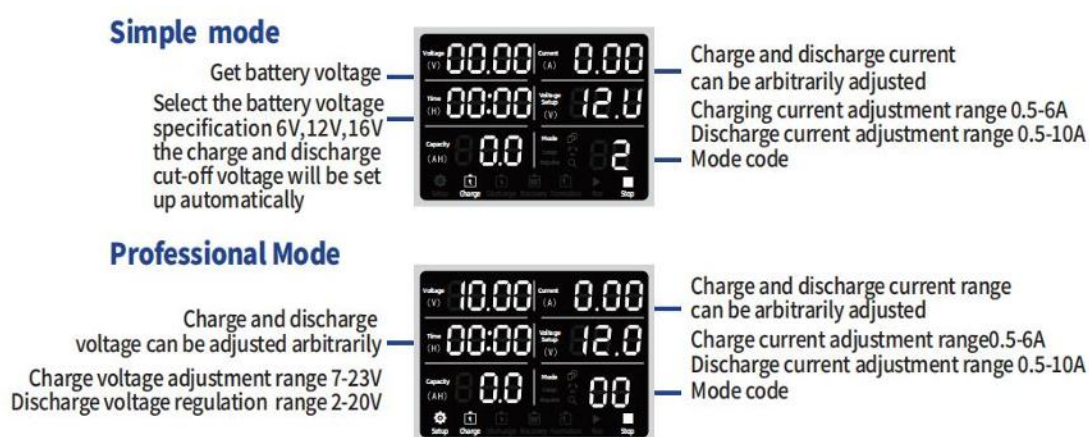 Simple mode
Get battery voltage
Select the battery voltage
specification 6V,12V,16V
the charge and discharge
cut-off voltage will be set
up automatically
Voltage (V) 00.00 Current (A) 0.00
Time (H) 00:00 Voltage Setup (V) 12.U
Capacity (AH) 0.0 Mode 2
Charge Stop
Charge and discharge current
can be arbitrarily adjusted
Charging current adjustment range 0.5-6A
Discharge current adjustment range 0.5-10A
Mode code
Professional Mode
Charge and discharge
voltage can be adjusted arbitrarily
Charge voltage adjustment range 7-23V
Discharge voltage regulation range 2-20V
Voltage (V) 10.00 Current (A) 0.00
Time (H) 00:00 Voltage Setup (V) 12.0
Capacity (AH) 0.0 Mode 00
Setup Charge Stop
Charge and discharge current range
can be arbitrarily adjusted
Charge current adjustment range0.5-6A
Discharge current adjustment range 0.5-10A
Mode code